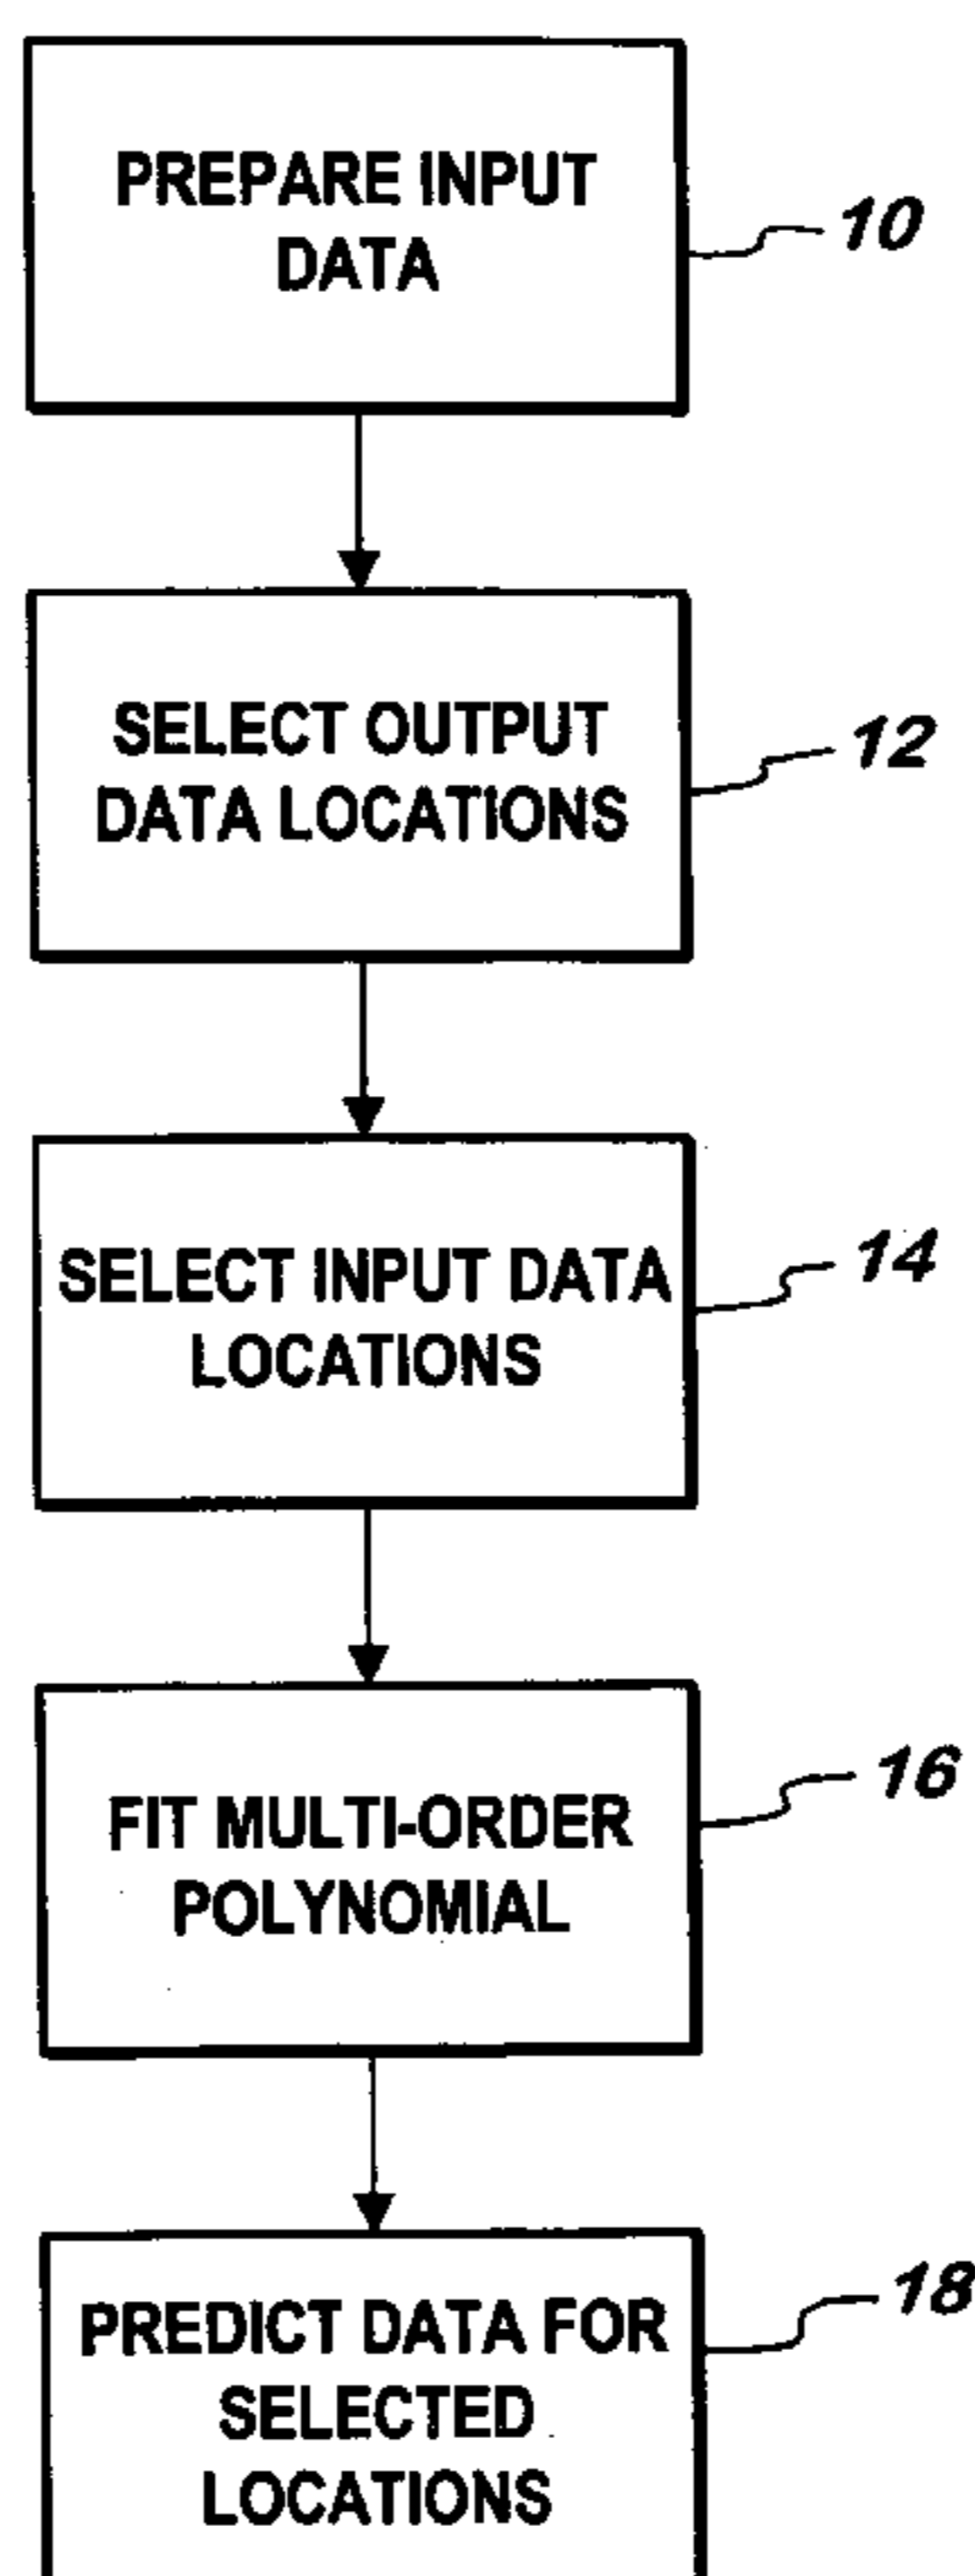 PREPARE INPUT
DATA
10
SELECT OUTPUT
DATA LOCATIONS
12
SELECT INPUT DATA
LOCATIONS
14
FIT MULTI-ORDER
POLYNOMIAL
16
PREDICT DATA FOR
SELECTED
LOCATIONS
18